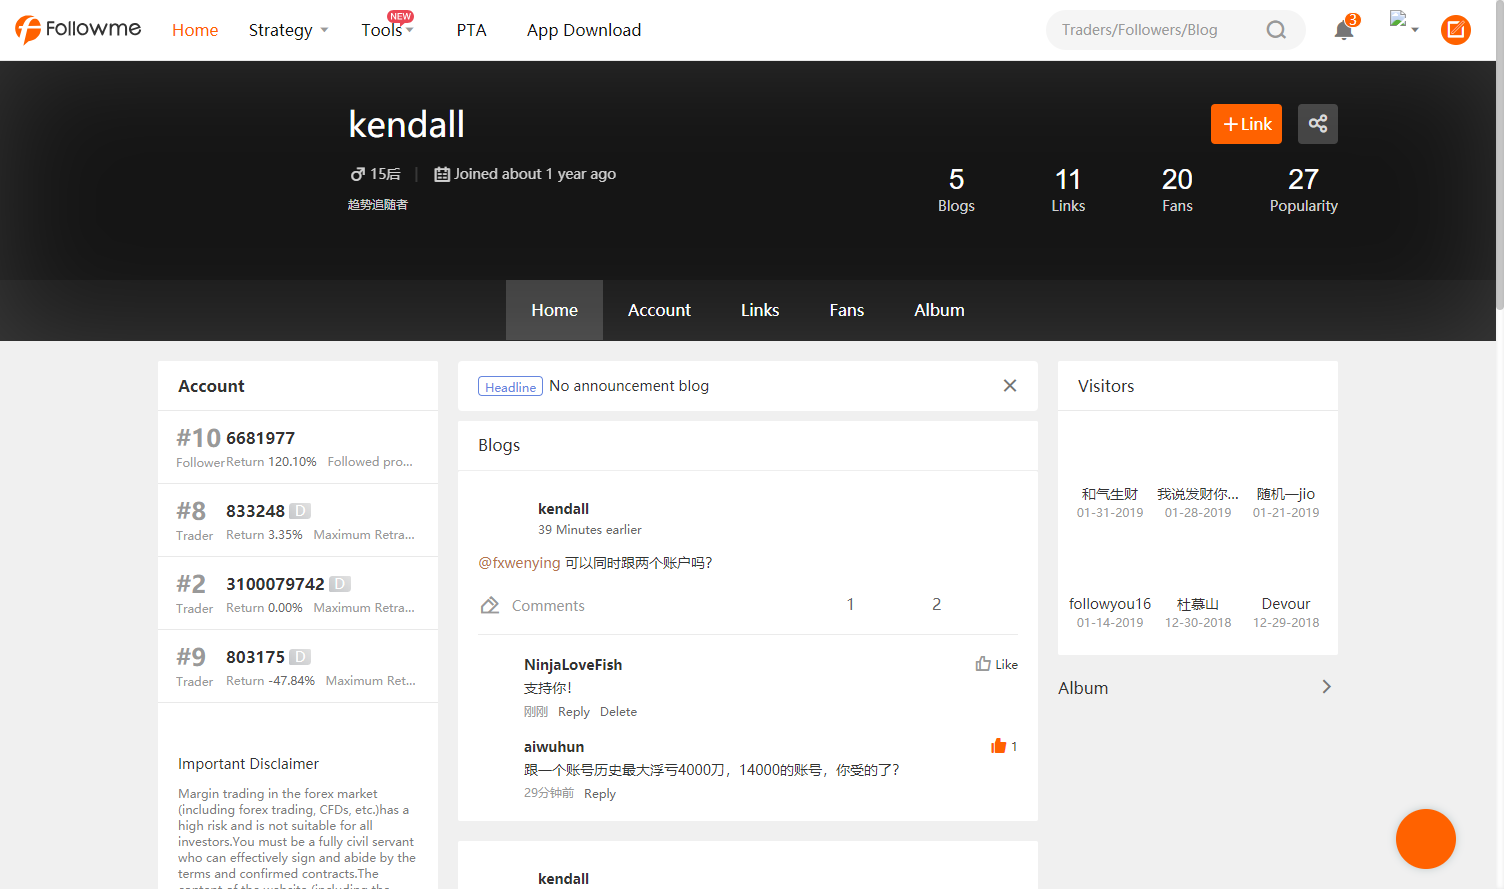 Followme
Home
Strategy
Tools
NEW
PTA
App Download
Traders/Followers/Blog
3
kendall
+Link
15后
Joined about 1 year ago
趋势追随者
5
Blogs
11
Links
20
Fans
27
Popularity
Home
Account
Links
Fans
Album
Account
#10 6681977
Follower Return 120.10% Followed pro...
#8 833248 D
Trader Return 3.35% Maximum Retra...
#2 3100079742 D
Trader Return 0.00% Maximum Retra...
#9 803175 D
Trader Return -47.84% Maximum Ret...
Important Disclaimer
Margin trading in the forex market
(including forex trading, CFDs, etc.)has a
high risk and is not suitable for all
investors.You must be a fully civil servant
who can effectively sign and abide by the
terms and confirmed contracts.The
content of the website (including the
Headline No announcement blog
Blogs
kendall
39 Minutes earlier
@fxwenying 可以同时跟两个账户吗?
Comments
1
2
NinjaLoveFish
Like
支持你!
刚刚 Reply Delete
aiwuhun
1
跟一个账号历史最大浮亏4000刀，14000的账号，你受的了?
29分钟前 Reply
kendall
Visitors
和气生财
01-31-2019
我说发财你...
01-28-2019
随机一jio
01-21-2019
followyou16
01-14-2019
杜慕山
12-30-2018
Devour
12-29-2018
Album